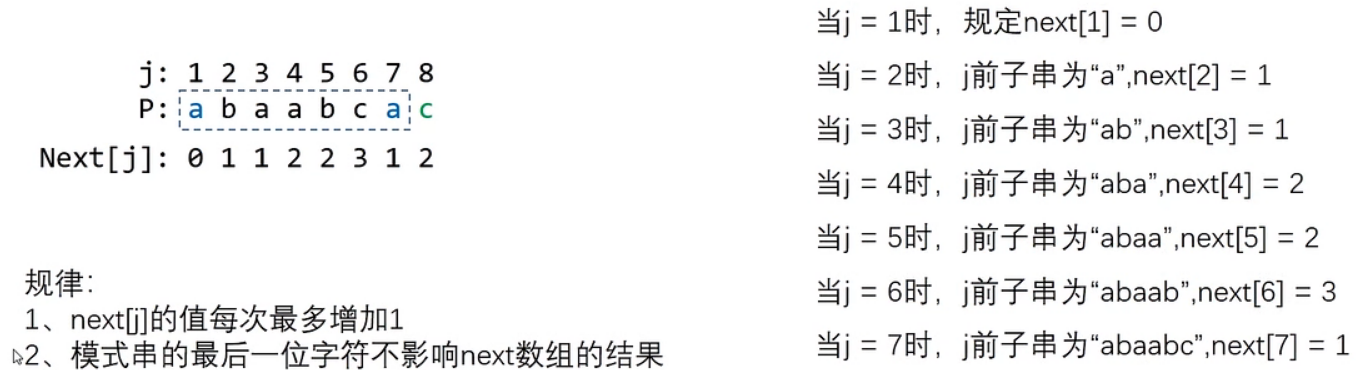 j: 1 2 3 4 5 6 7 8
P: a b a a b c a c
Next[j]: 0 1 1 2 2 3 1 2
规律：
1、next[j]的值每次最多增加1
2、模式串的最后一位字符不影响next数组的结果
当j = 1时，规定next[1] = 0
当j = 2时，j前子串为“a”,next[2] = 1
当j = 3时，j前子串为“ab”,next[3] = 1
当j = 4时，j前子串为“aba”,next[4] = 2
当j = 5时，j前子串为“abaa”,next[5] = 2
当j = 6时，j前子串为“abaab”,next[6] = 3
当j = 7时，j前子串为“abaabc”,next[7] = 1